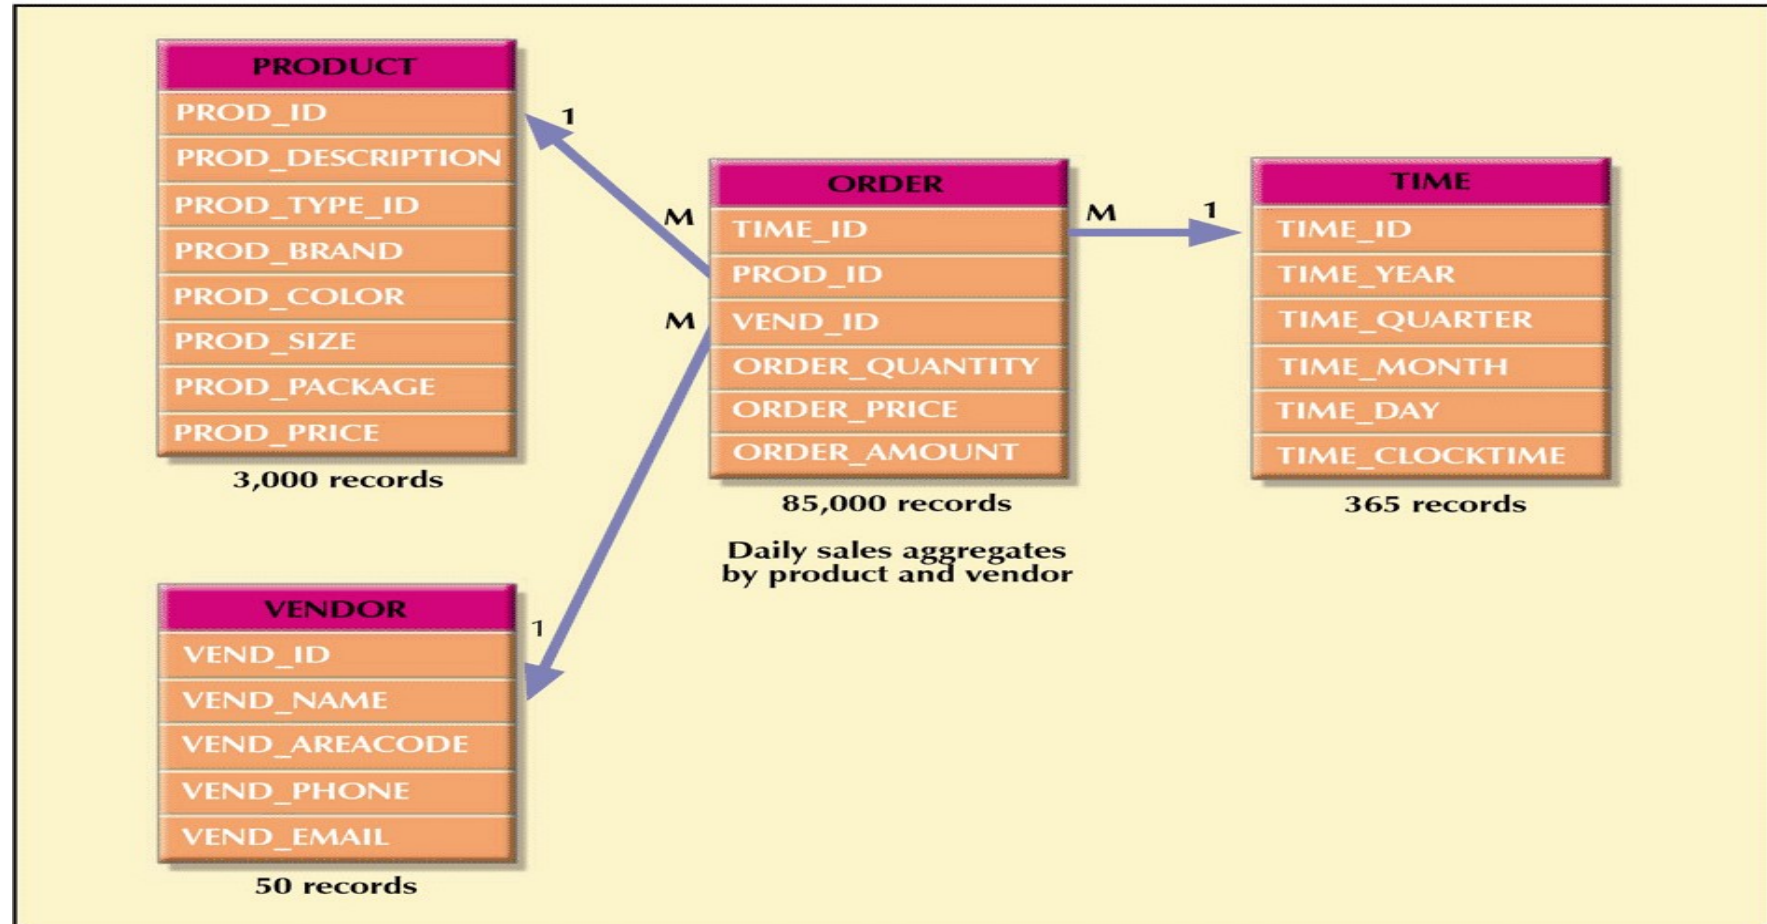 PRODUCT
PROD_ID
PROD_DESCRIPTION
PROD_TYPE_ID
PROD_BRAND
PROD_COLOR
PROD_SIZE
PROD_PACKAGE
PROD_PRICE
3,000 records
1
M
M
1
ORDER
TIME_ID
PROD_ID
VEND_ID
ORDER_QUANTITY
ORDER_PRICE
ORDER_AMOUNT
85,000 records
Daily sales aggregates
by product and vendor
M
1
TIME
TIME_ID
TIME_YEAR
TIME_QUARTER
TIME_MONTH
TIME_DAY
TIME_CLOCKTIME
365 records
VENDOR
VEND_ID
VEND_NAME
VEND_AREACODE
VEND_PHONE
VEND_EMAIL
50 records